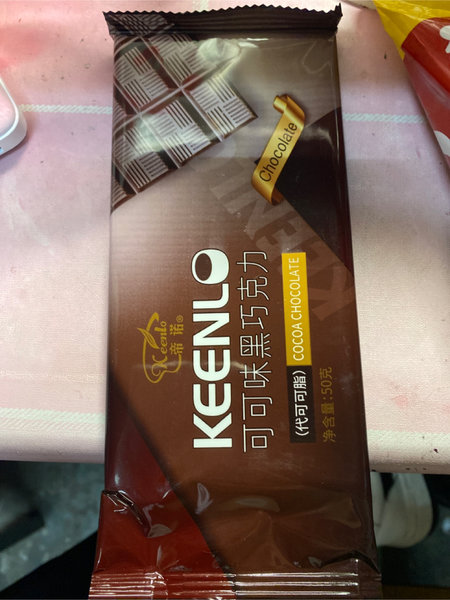 Chocolate
Keenlo
帝诺®
KEENLO
可可味黑巧克力
(代可可脂)
COCOA CHOCOLATE
净含量:50克